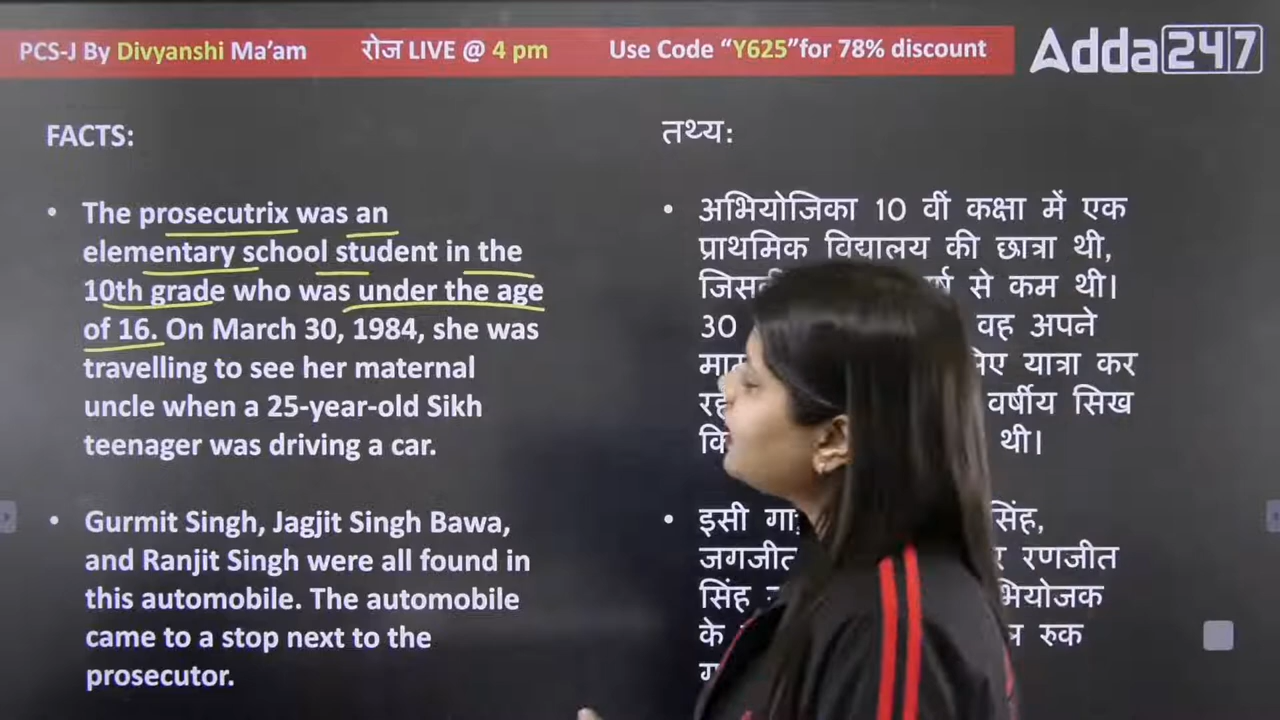 PCS-J By Divyanshi Ma'am रोज LIVE @ 4 pm Use Code “Y625”for 78% discount
Adda247
FACTS:
• The prosecutrix was an
elementary school student in the
10th grade who was under the age
of 16. On March 30, 1984, she was
travelling to see her maternal
uncle when a 25-year-old Sikh
teenager was driving a car.
• Gurmit Singh, Jagjit Singh Bawa,
and Ranjit Singh were all found in
this automobile. The automobile
came to a stop next to the
prosecutor.
तथ्य:
• अभियोजिका 10 वीं कक्षा में एक
प्राथमिक विद्यालय की छात्रा थी,
से कम थी।
30 वह अपने
यात्रा कर
वर्षीय सिख
थी।
• इसी सिंह,
जगजीत रणजीत
सिंह
के रुक